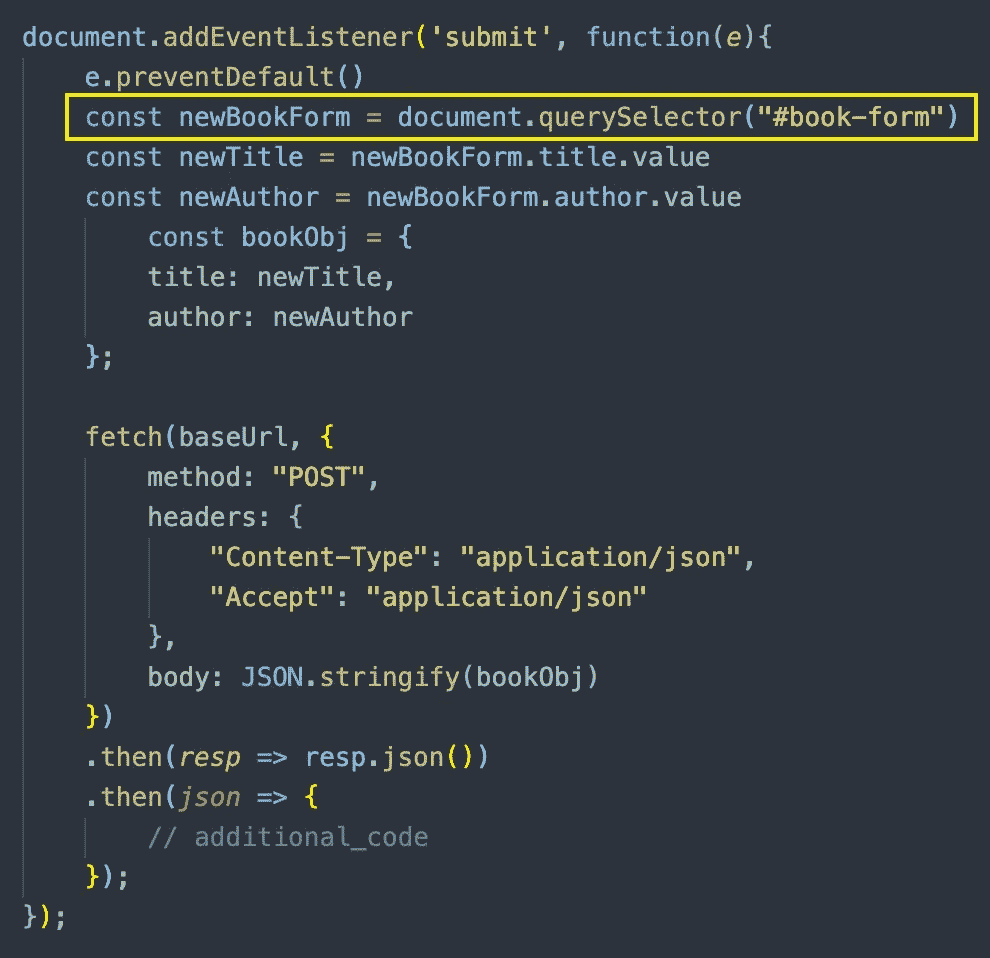 document.addEventListener('submit', function(e){
    e.preventDefault()
    const newBookForm = document.querySelector("#book-form")
    const newTitle = newBookForm.title.value
    const newAuthor = newBookForm.author.value
        const bookObj = {
        title: newTitle,
        author: newAuthor
    };

    fetch(baseUrl, {
        method: "POST",
        headers: {
            "Content-Type": "application/json",
            "Accept": "application/json"
        },
        body: JSON.stringify(bookObj)
    })
    .then(resp => resp.json())
    .then(json => {
        // additional_code
    });
});